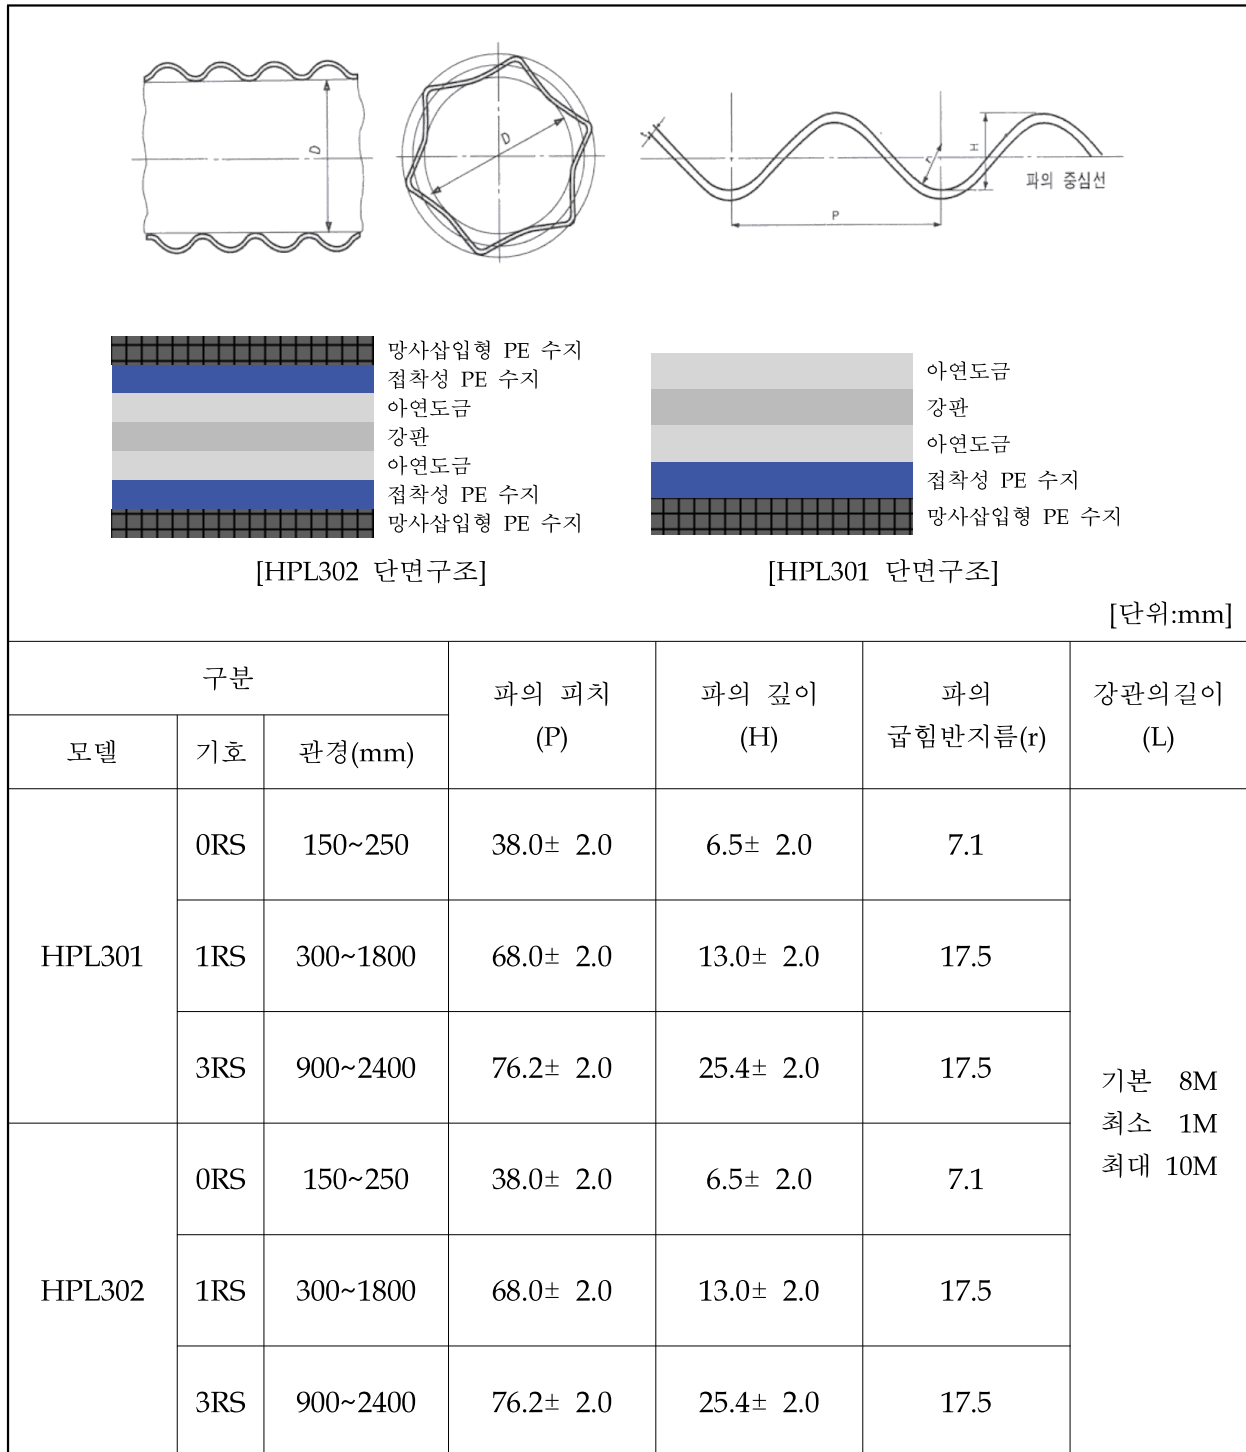 D
D
t
r
H
파의 중심선
P
망사삽입형 PE 수지
접착성 PE 수지
아연도금
강판
아연도금
접착성 PE 수지
망사삽입형 PE 수지
[HPL302 단면구조]
아연도금
강판
아연도금
접착성 PE 수지
망사삽입형 PE 수지
[HPL301 단면구조]
[단위:mm]
구분
모델 기호 관경(mm)
파의 피치
(P)
파의 깊이
(H)
파의
굽힘반지름(r)
강관의길이
(L)
HPL301
0RS 150~250 38.0± 2.0 6.5± 2.0 7.1
1RS 300~1800 68.0± 2.0 13.0± 2.0 17.5
3RS 900~2400 76.2± 2.0 25.4± 2.0 17.5
HPL302
0RS 150~250 38.0± 2.0 6.5± 2.0 7.1
1RS 300~1800 68.0± 2.0 13.0± 2.0 17.5
3RS 900~2400 76.2± 2.0 25.4± 2.0 17.5
기본 8M
최소 1M
최대 10M